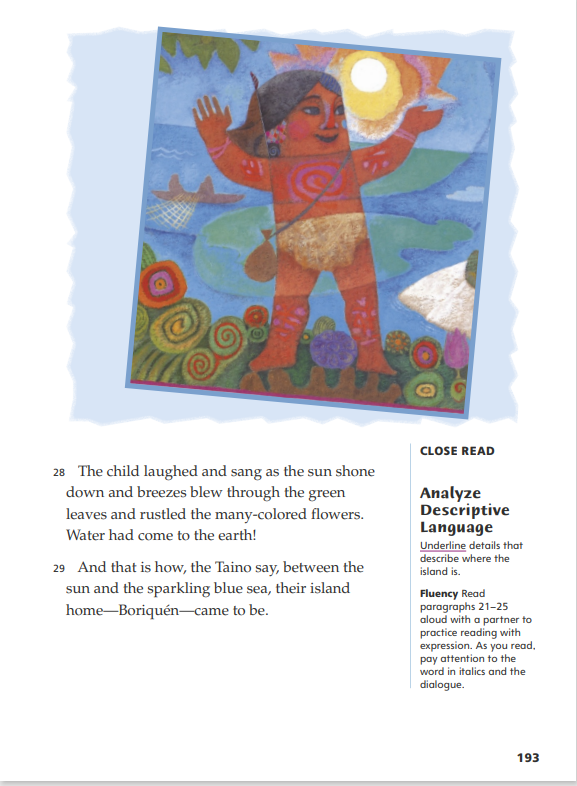 28 The child laughed and sang as the sun shone
down and breezes blew through the green
leaves and rustled the many-colored flowers.
Water had come to the earth!
29 And that is how, the Taino say, between the
sun and the sparkling blue sea, their island
home—Boriquén—came to be.
CLOSE READ
Analyze
Descriptive
Language
Underline details that
describe where the
island is.
Fluency Read
paragraphs 21–25
aloud with a partner to
practice reading with
expression. As you read,
pay attention to the
word in italics and the
dialogue.
193